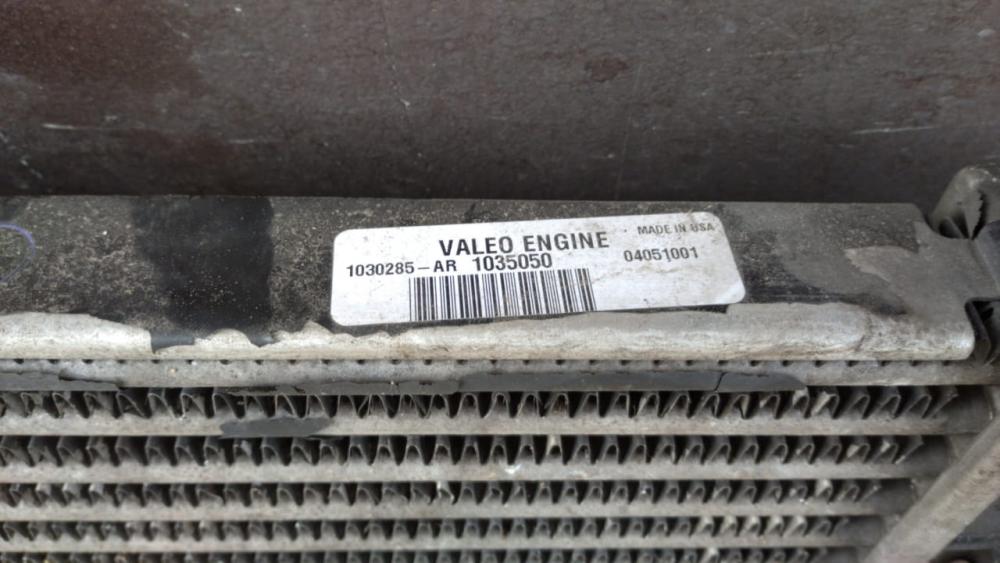 VALEO ENGINE
MADE IN USA
1030285-AR 1035050
04051001